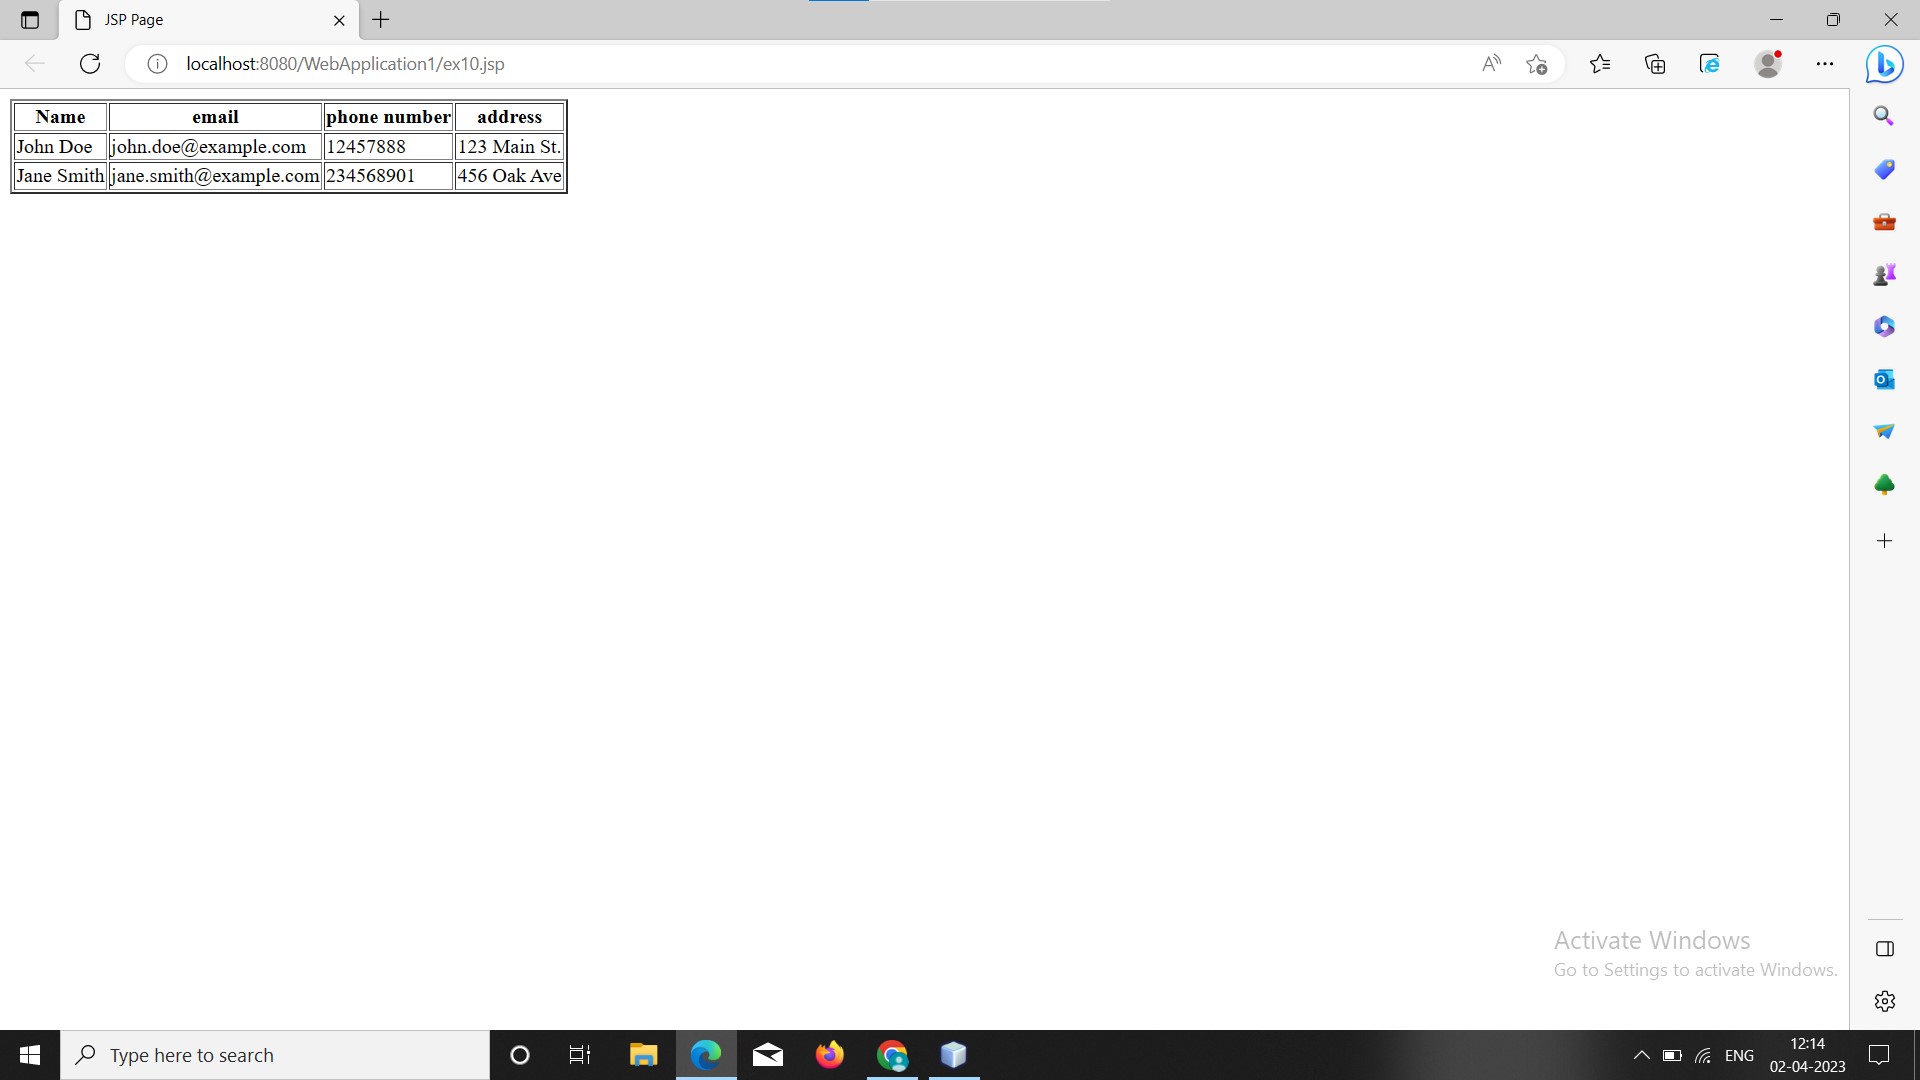 JSP Page
localhost:8080/WebApplication1/ex10.jsp
Name email phone number address
John Doe john.doe@example.com 12457888 123 Main St.
Jane Smith jane.smith@example.com 234568901 456 Oak Ave
Activate Windows
Go to Settings to activate Windows.
Type here to search
ENG
12:14
02-04-2023